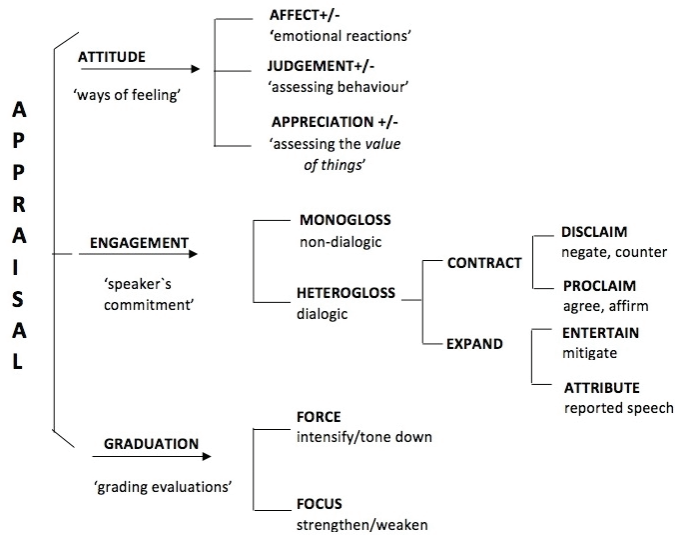 APPRAISAL
ATTITUDE
‘ways of feeling’
AFFECT+/-
‘emotional reactions’
JUDGEMENT+/-
‘assessing behaviour’
APPRECIATION +/-
‘assessing the value
of things’
ENGAGEMENT
‘speaker`s
commitment’
MONOGLOSS
non-dialogic
HETEROGLOSS
dialogic
CONTRACT
DISCLAIM
negate, counter
PROCLAIM
agree, affirm
EXPAND
ENTERTAIN
mitigate
ATTRIBUTE
reported speech
GRADUATION
‘grading evaluations’
FORCE
intensify/tone down
FOCUS
strengthen/weaken